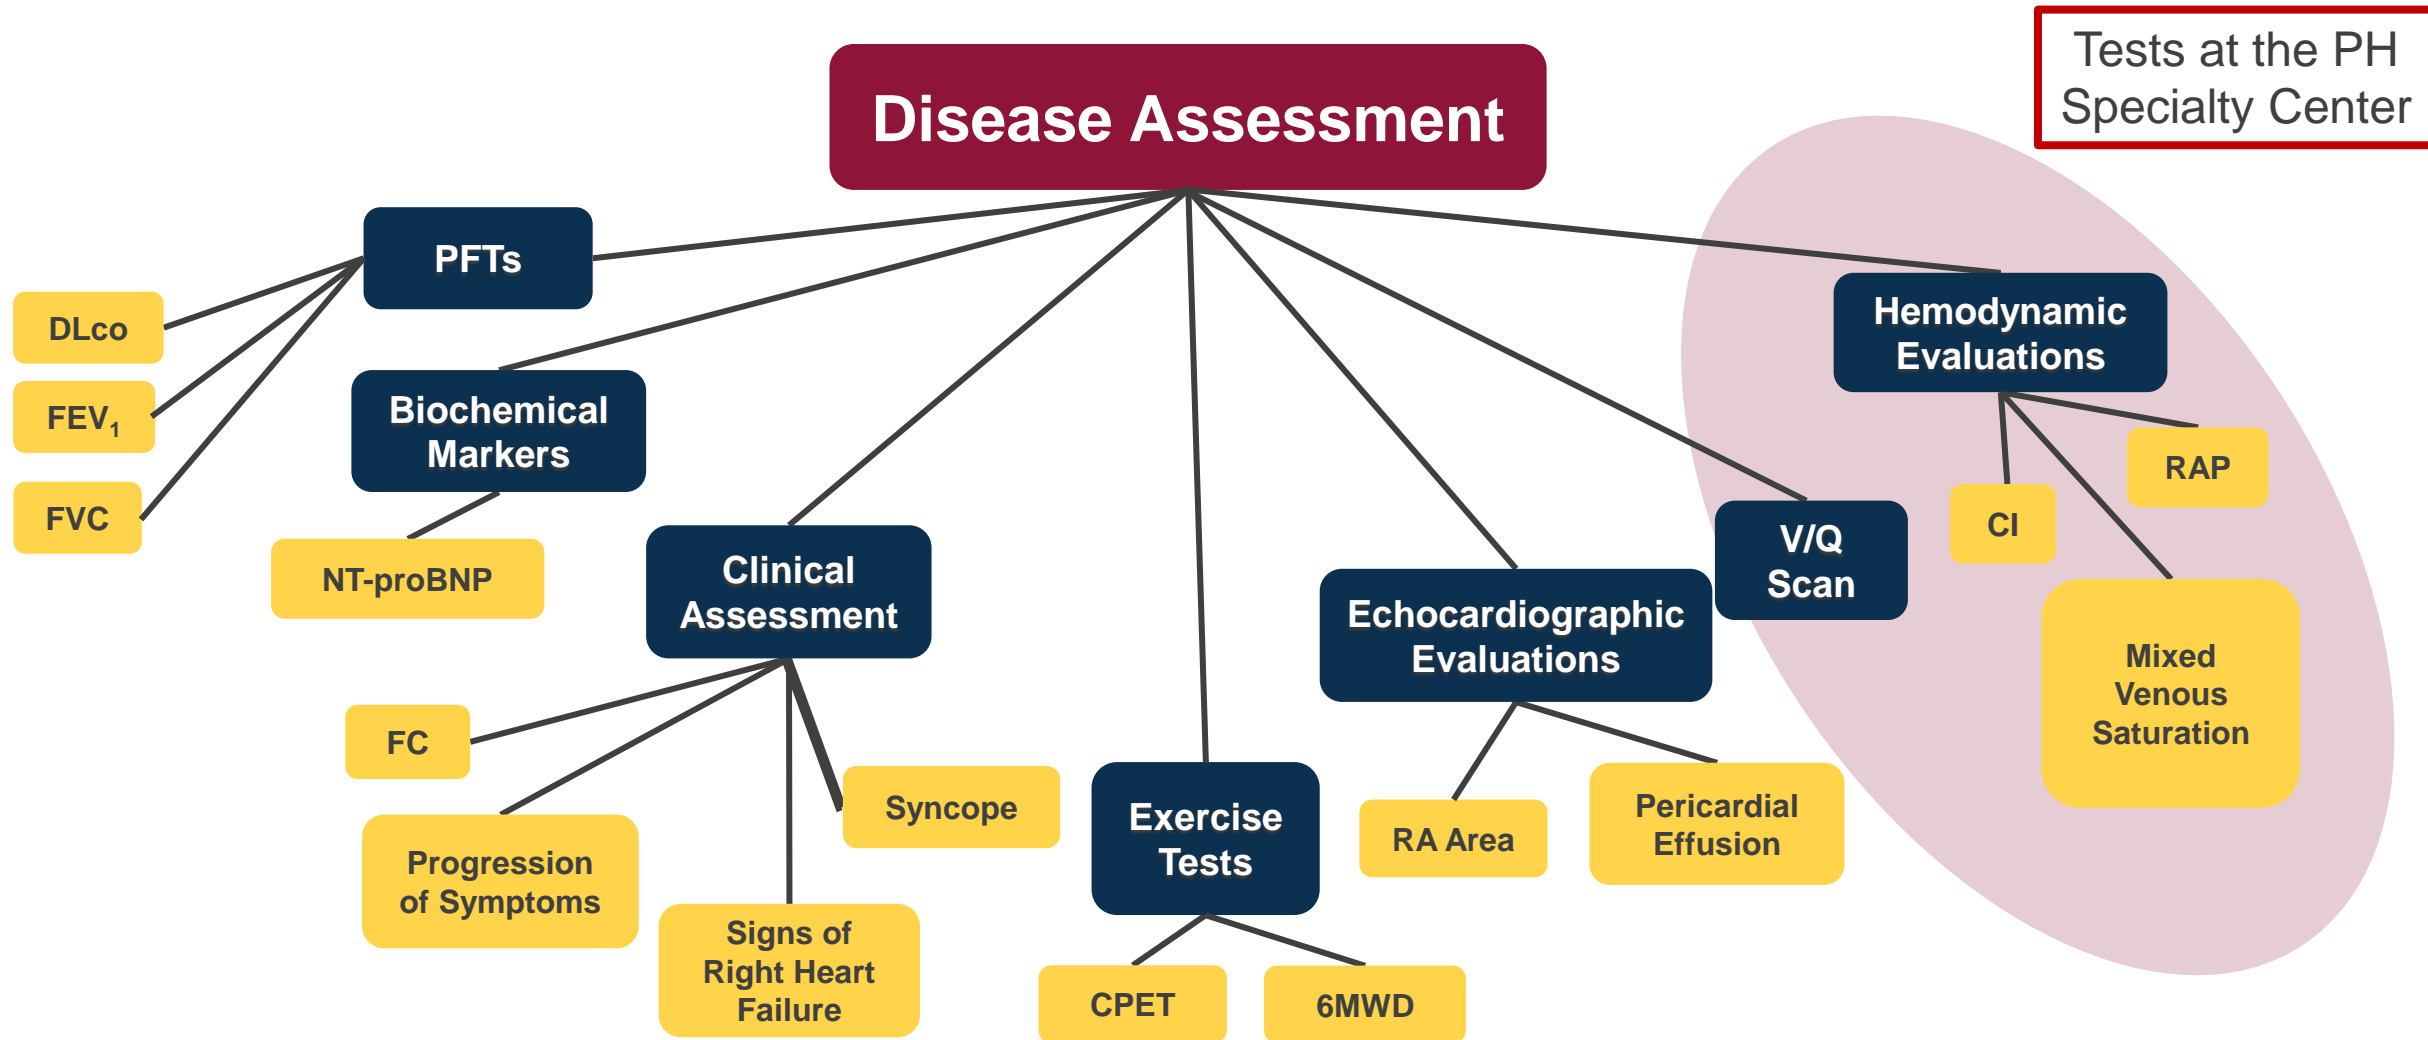 Tests at the PH
Specialty Center
Disease Assessment
PFTs
DLco
FEV₁
FVC
Biochemical
Markers
NT-proBNP
Clinical
Assessment
FC
Progression
of Symptoms
Signs of
Right Heart
Failure
Syncope
Exercise
Tests
CPET
6MWD
Echocardiographic
Evaluations
RA Area
Pericardial
Effusion
V/Q
Scan
Hemodynamic
Evaluations
CI
RAP
Mixed
Venous
Saturation